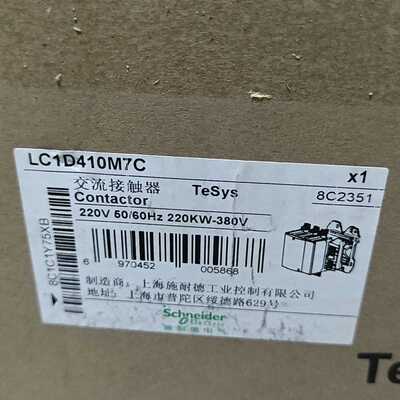 LC1D410M7C
x1
交流接触器 TeSys
8C2351
Contactor
220V 50/60Hz 220KW-380V
8C1C1Y75XB
6 970452 005868
制造商: 上海施耐德工业控制有限公司
地址: 上海市普陀区绥德路629号
Schneider
Electric
施耐德电气
Te